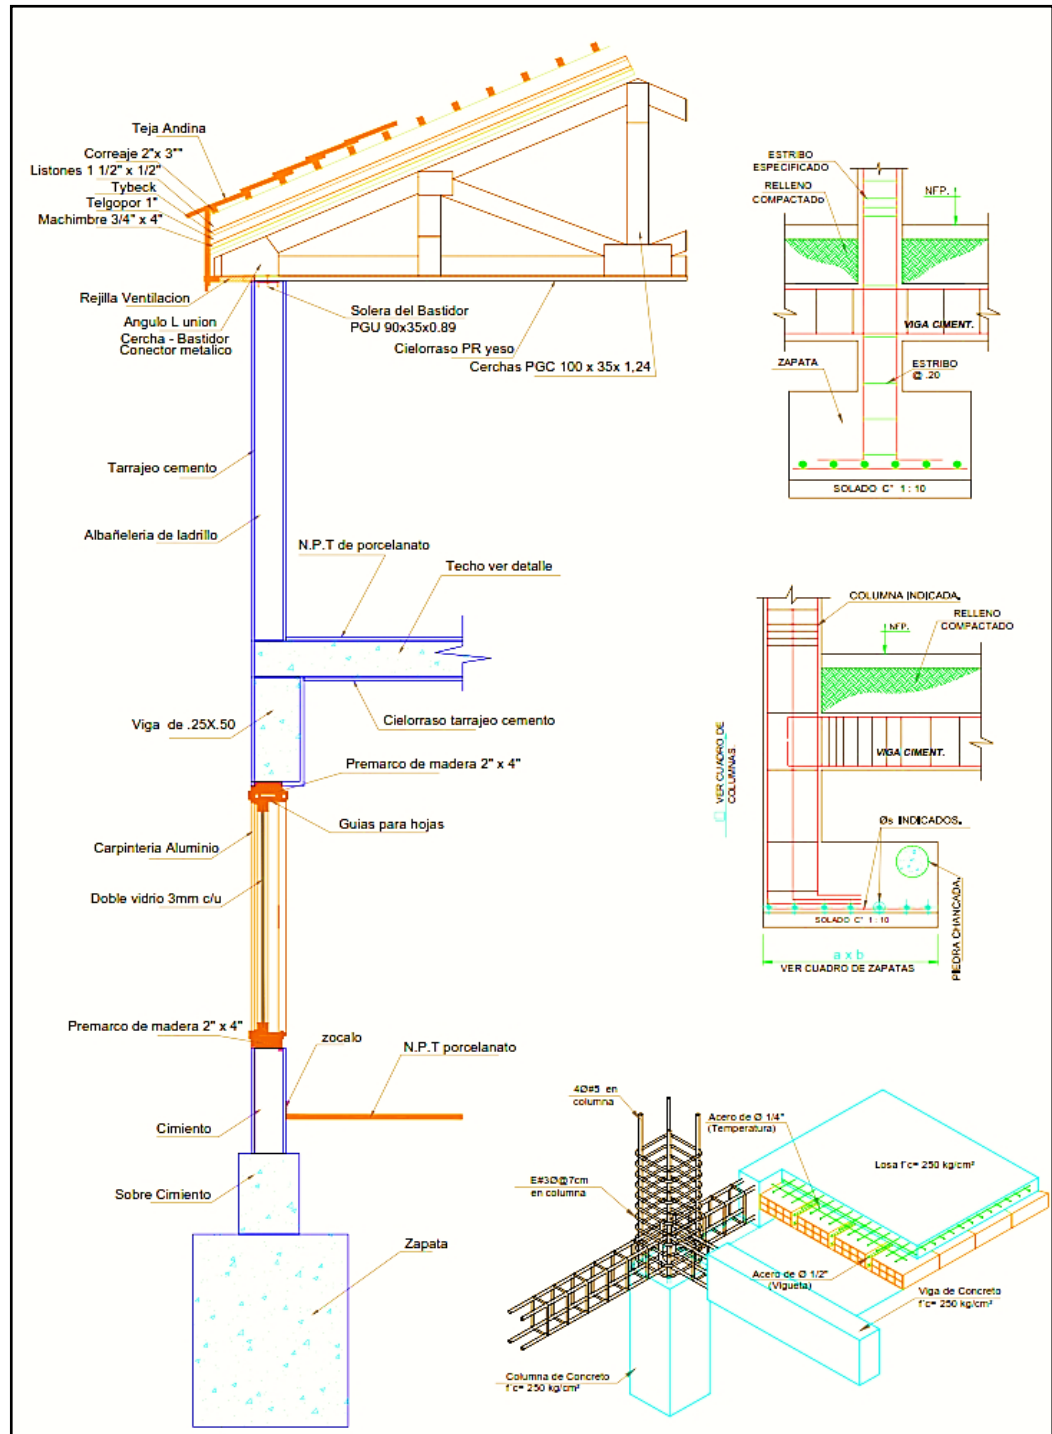 Teja Andina
Correaje 2"x 3""
Listones 1 1/2" x 1/2"
Tybeck
Telgopor 1"
Machimbre 3/4" x 4"
Rejilla Ventilacion
Angulo L union
Cercha - Bastidor
Conector metalico
Solera del Bastidor
PGU 90x35x0.89
Cielorraso PR yeso
Cerchas PGC 100 x 35x 1,24
Tarrajeo cemento
Albañeleria de ladrillo
N.P.T de porcelanato
Techo ver detalle
Viga de .25X.50
Cielorraso tarrajeo cemento
Premarco de madera 2" x 4"
Guias para hojas
Carpinteria Aluminio
Doble vidrio 3mm c/u
Premarco de madera 2" x 4"
zocalo
N.P.T porcelanato
Cimiento
Sobre Cimiento
Zapata
ESTRIBO
ESPECIFICADO
RELLENO
COMPACTADO
NFP.
VIGA CIMENT.
ZAPATA
ESTRIBO
@ .20
SOLADO C° 1 : 10
COLUMNA INDICADA.
RELLENO
COMPACTADO
NFP.
VIGA CIMENT.
VER CUADRO DE
COLUMNAS
Øs INDICADOS.
PIEDRA CHANCADA.
SOLADO C° 1 : 10
a x b
VER CUADRO DE ZAPATAS
4Ø#5 en
columna
E#3Ø@7cm
en columna
Acero de Ø 1/4"
(Temperatura)
Losa f'c= 250 kg/cm²
Acero de Ø 1/2"
(Vigueta)
Viga de Concreto
f'c= 250 kg/cm²
Columna de Concreto
f'c= 250 kg/cm²